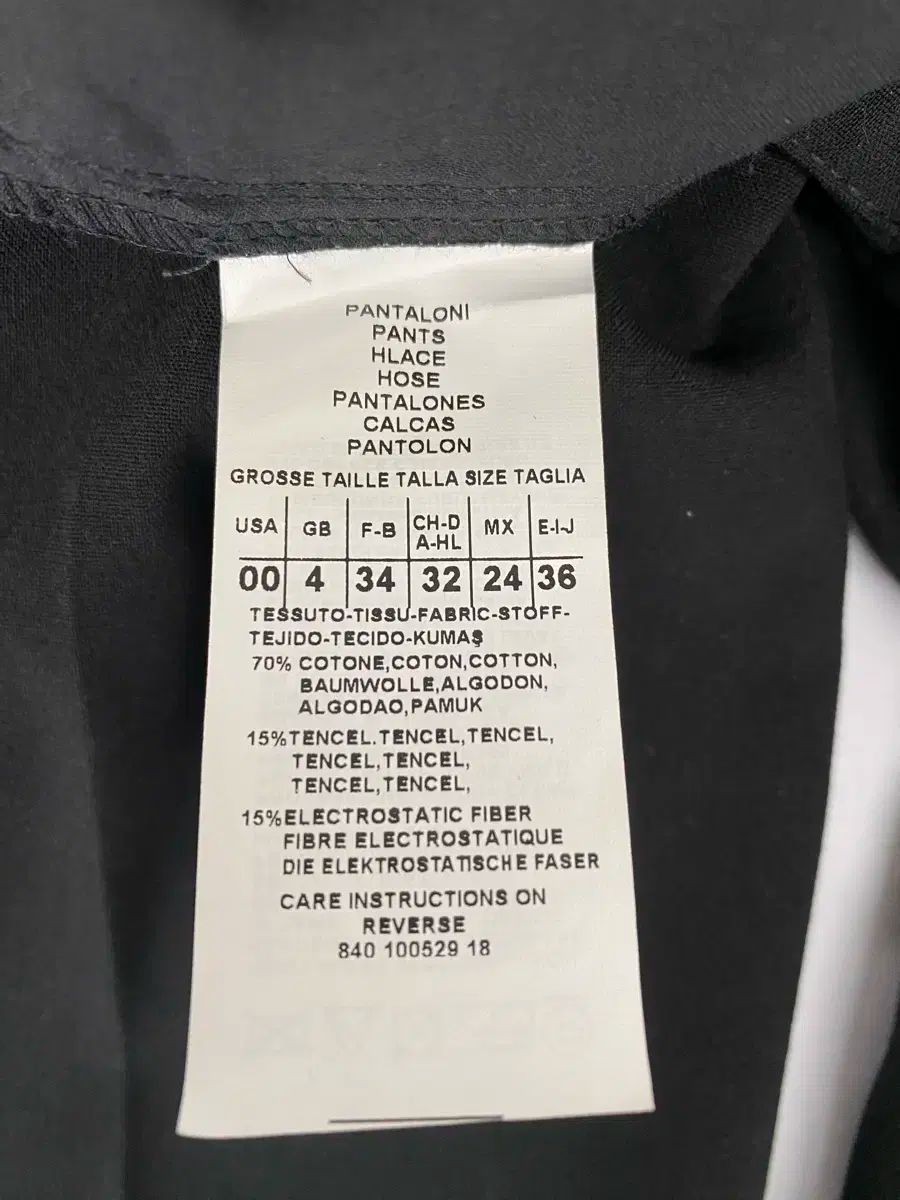 PANTALONI
PANTS
HLACE
HOSE
PANTALONES
CALCAS
PANTOLON
GROSSE TAILLE TALLA SIZE TAGLIA
USA GB F-B CH-D A-HL MX E-I-J
00 4 34 32 24 36
TESSUTO-TISSU-FABRIC-STOFF-
TEJIDO-TECIDO-KUMAŞ
70% COTONE,COTON,COTTON,
BAUMWOLLE,ALGODON,
ALGODAO,PAMUK
15%TENCEL.TENCEL,TENCEL,
TENCEL,TENCEL,
TENCEL,TENCEL,
15%ELECTROSTATIC FIBER
FIBRE ELECTROSTATIQUE
DIE ELEKTROSTATISCHE FASER
CARE INSTRUCTIONS ON
REVERSE
840 100529 18